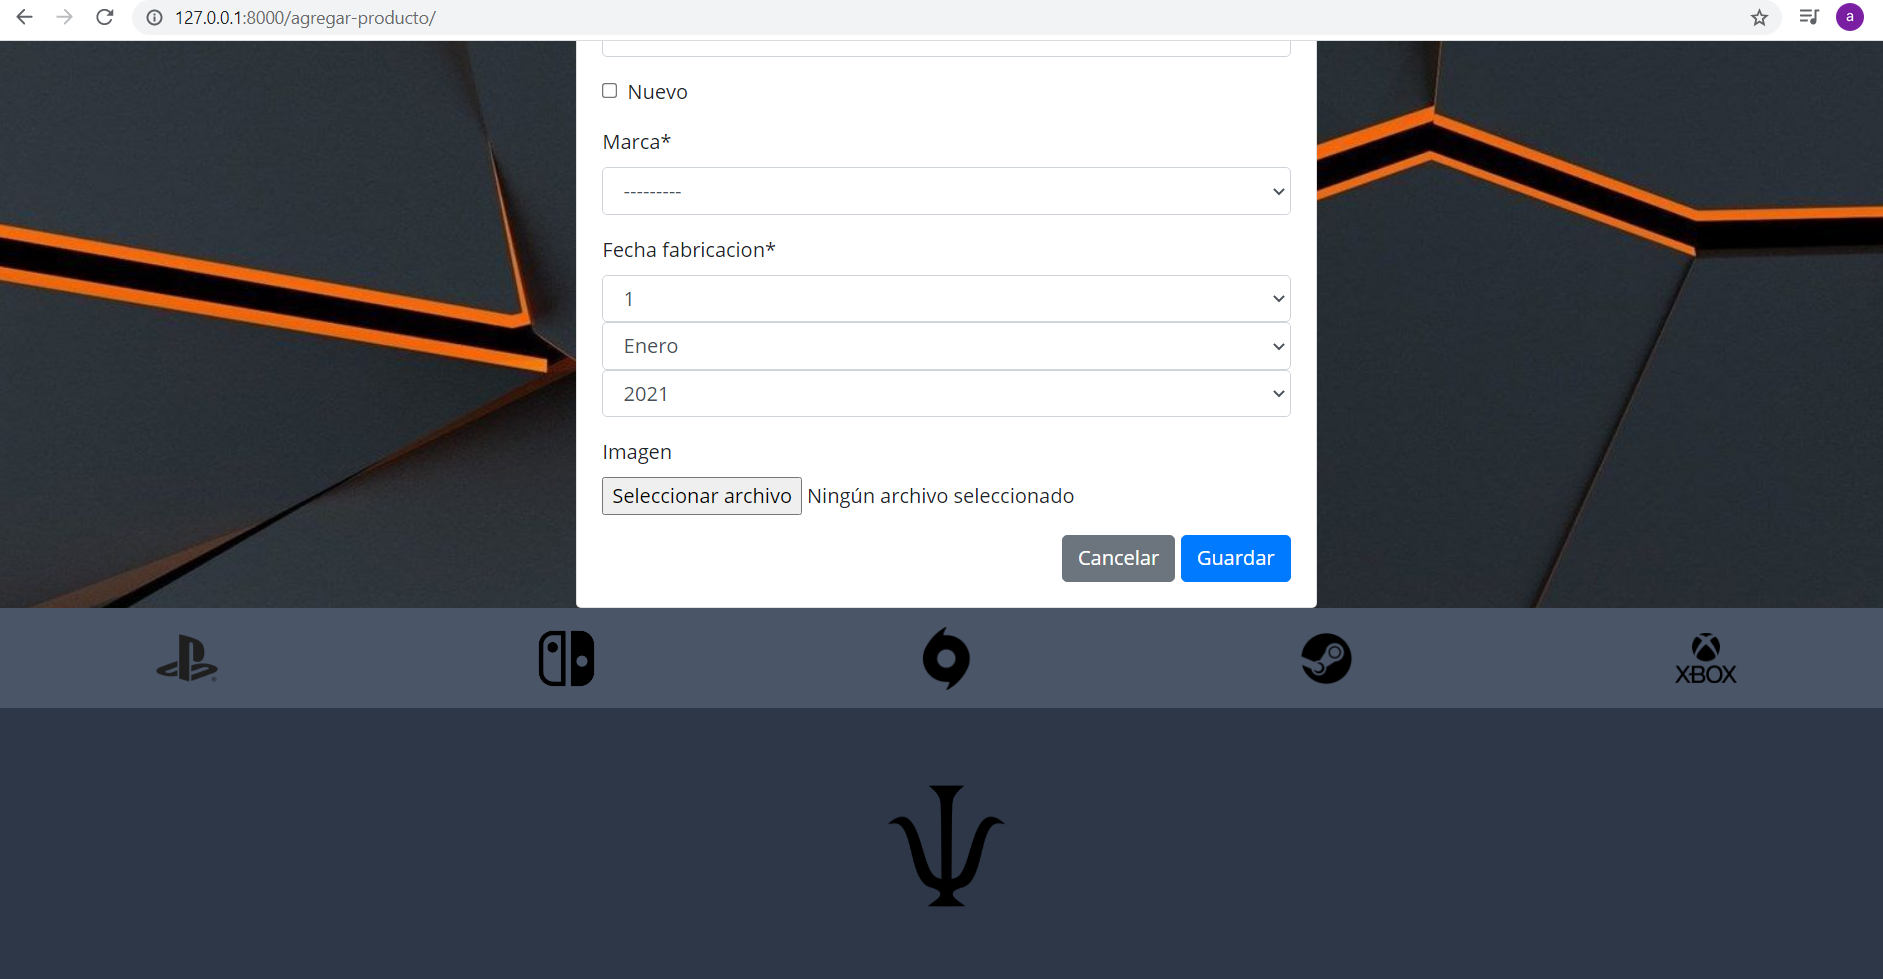 127.0.0.1:8000/agregar-producto/
a
Nuevo
Marca*
---------
Fecha fabricacion*
1
Enero
2021
Imagen
Seleccionar archivo Ningún archivo seleccionado
Cancelar Guardar
XBOX